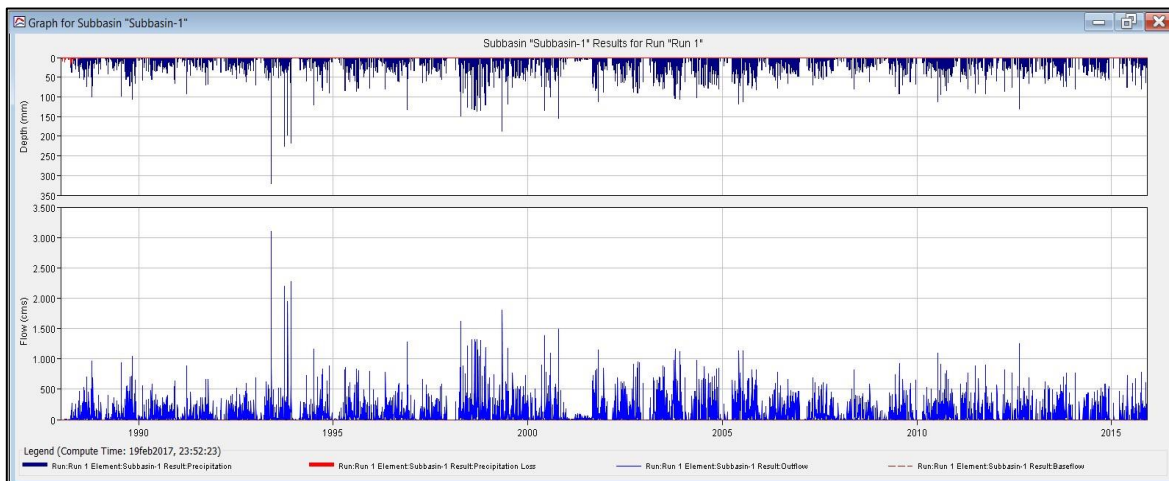 Graph for Subbasin "Subbasin-1"
Subbasin "Subbasin-1" Results for Run "Run 1"
Depth (mm)
0
50
100
150
200
250
300
350
Flow (cms)
3.500
3.000
2.500
2.000
1.500
1.000
500
0
1990 1995 2000 2005 2010 2015
Legend (Compute Time: 19feb2017, 23:52:23)
Run:Run 1 Element:Subbasin-1 Result:Precipitation Run:Run 1 Element:Subbasin-1 Result:Precipitation Loss Run:Run 1 Element:Subbasin-1 Result:Outflow Run:Run 1 Element:Subbasin-1 Result:Baseflow